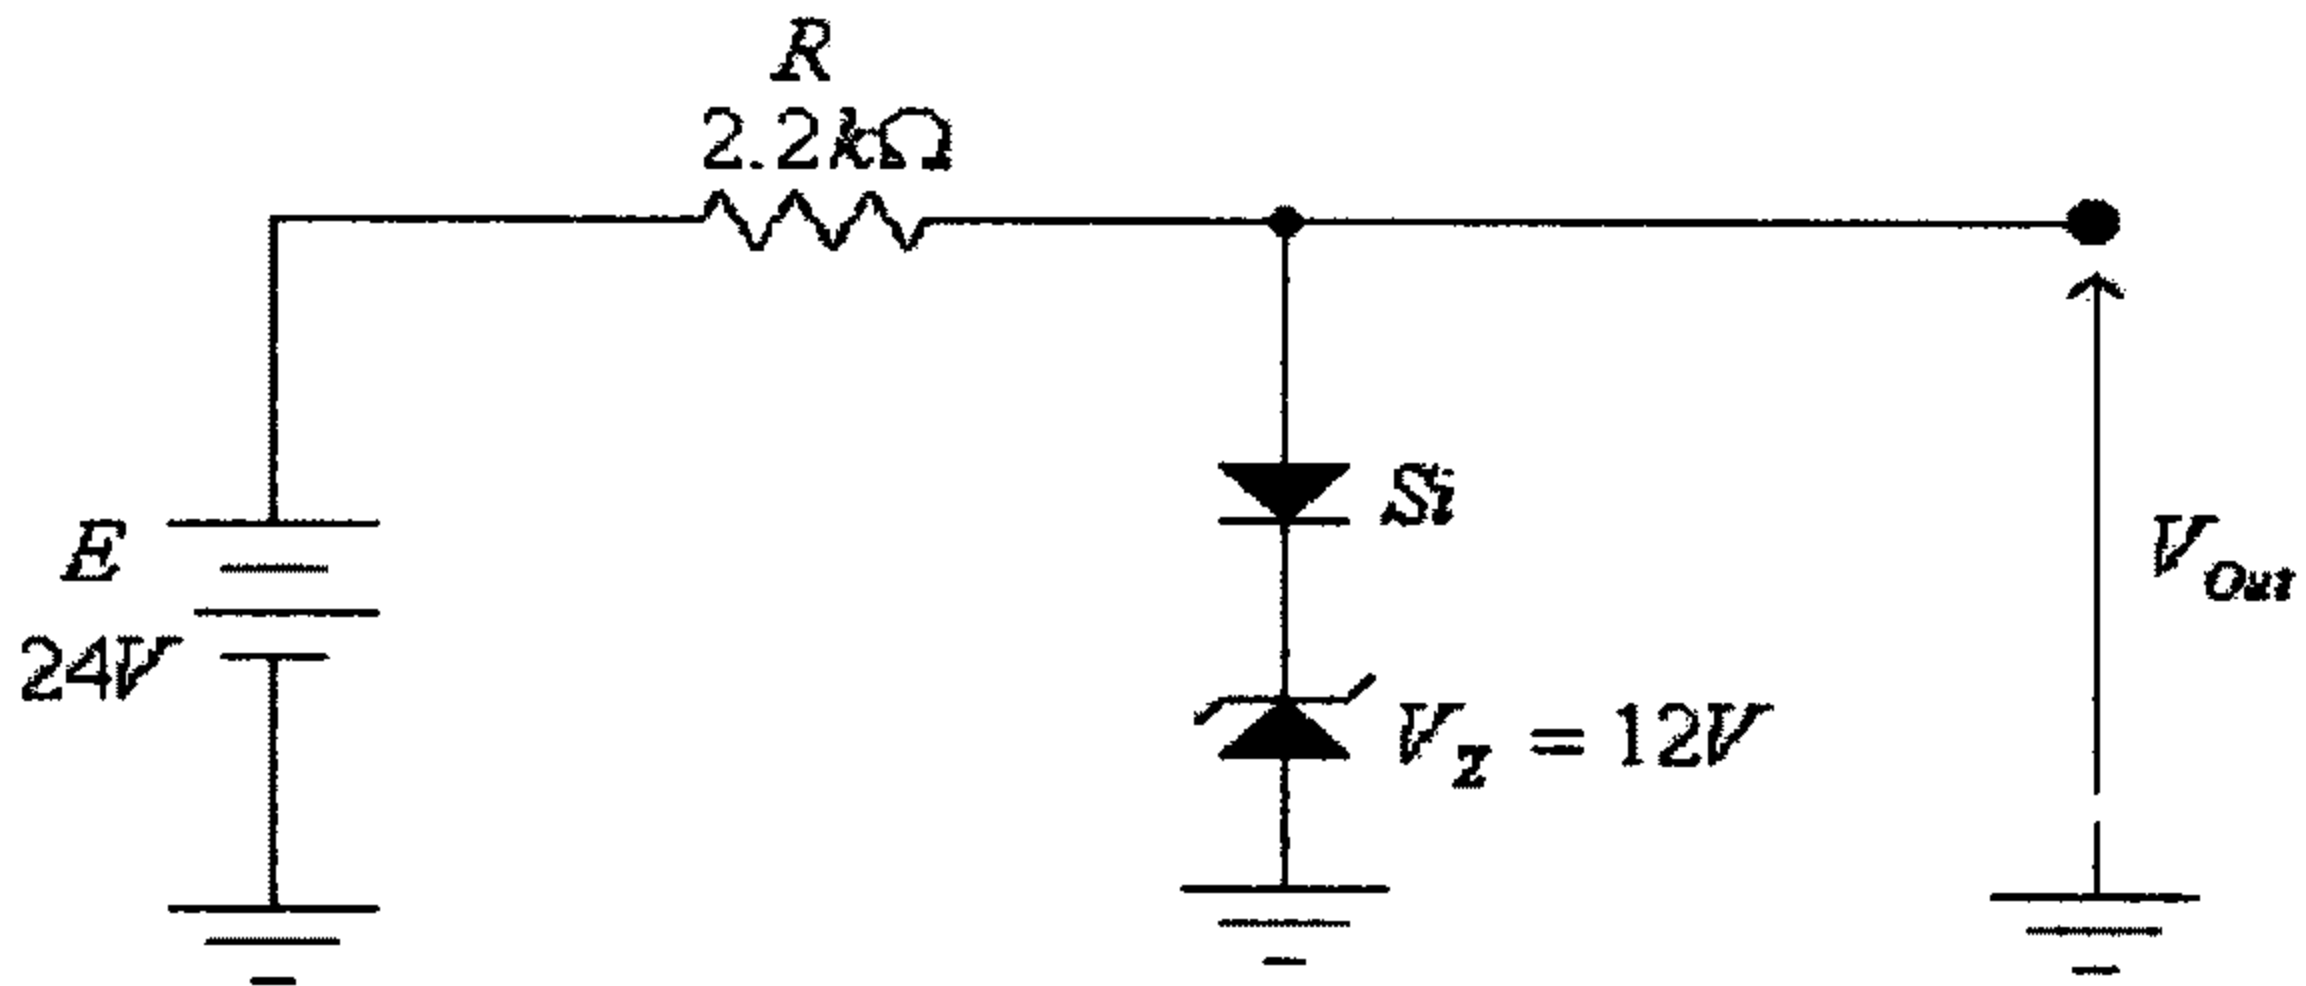 R
2.2kΩ
Si
E
24V
V_Z = 12V
V_Out